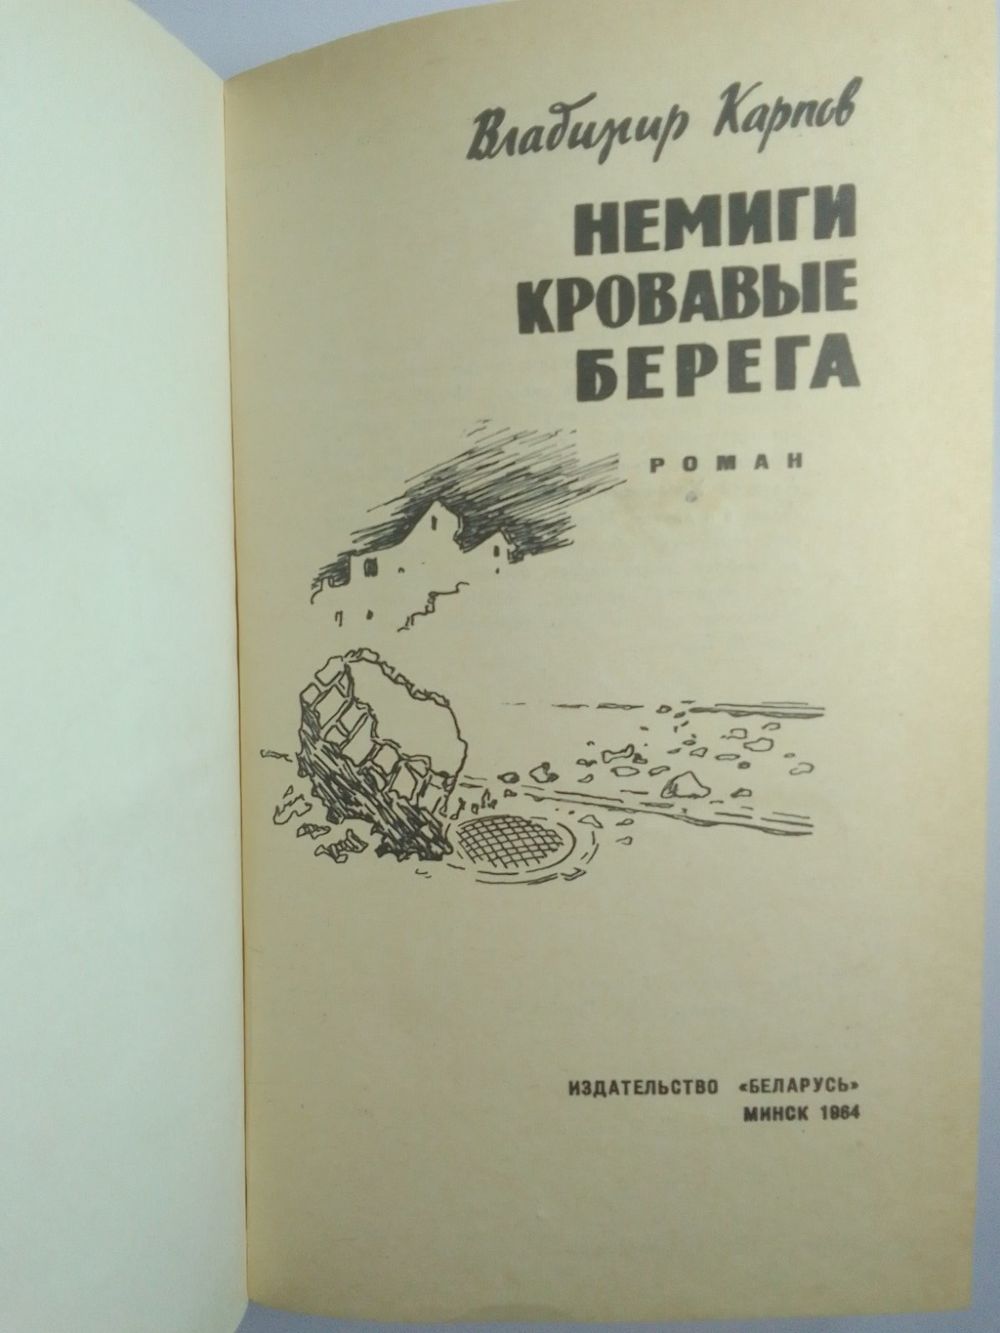 Владимир Карпов
НЕМИГИ
КРОВАВЫЕ
БЕРЕГА
РОМАН
ИЗДАТЕЛЬСТВО «БЕЛАРУСЬ»
МИНСК 1964